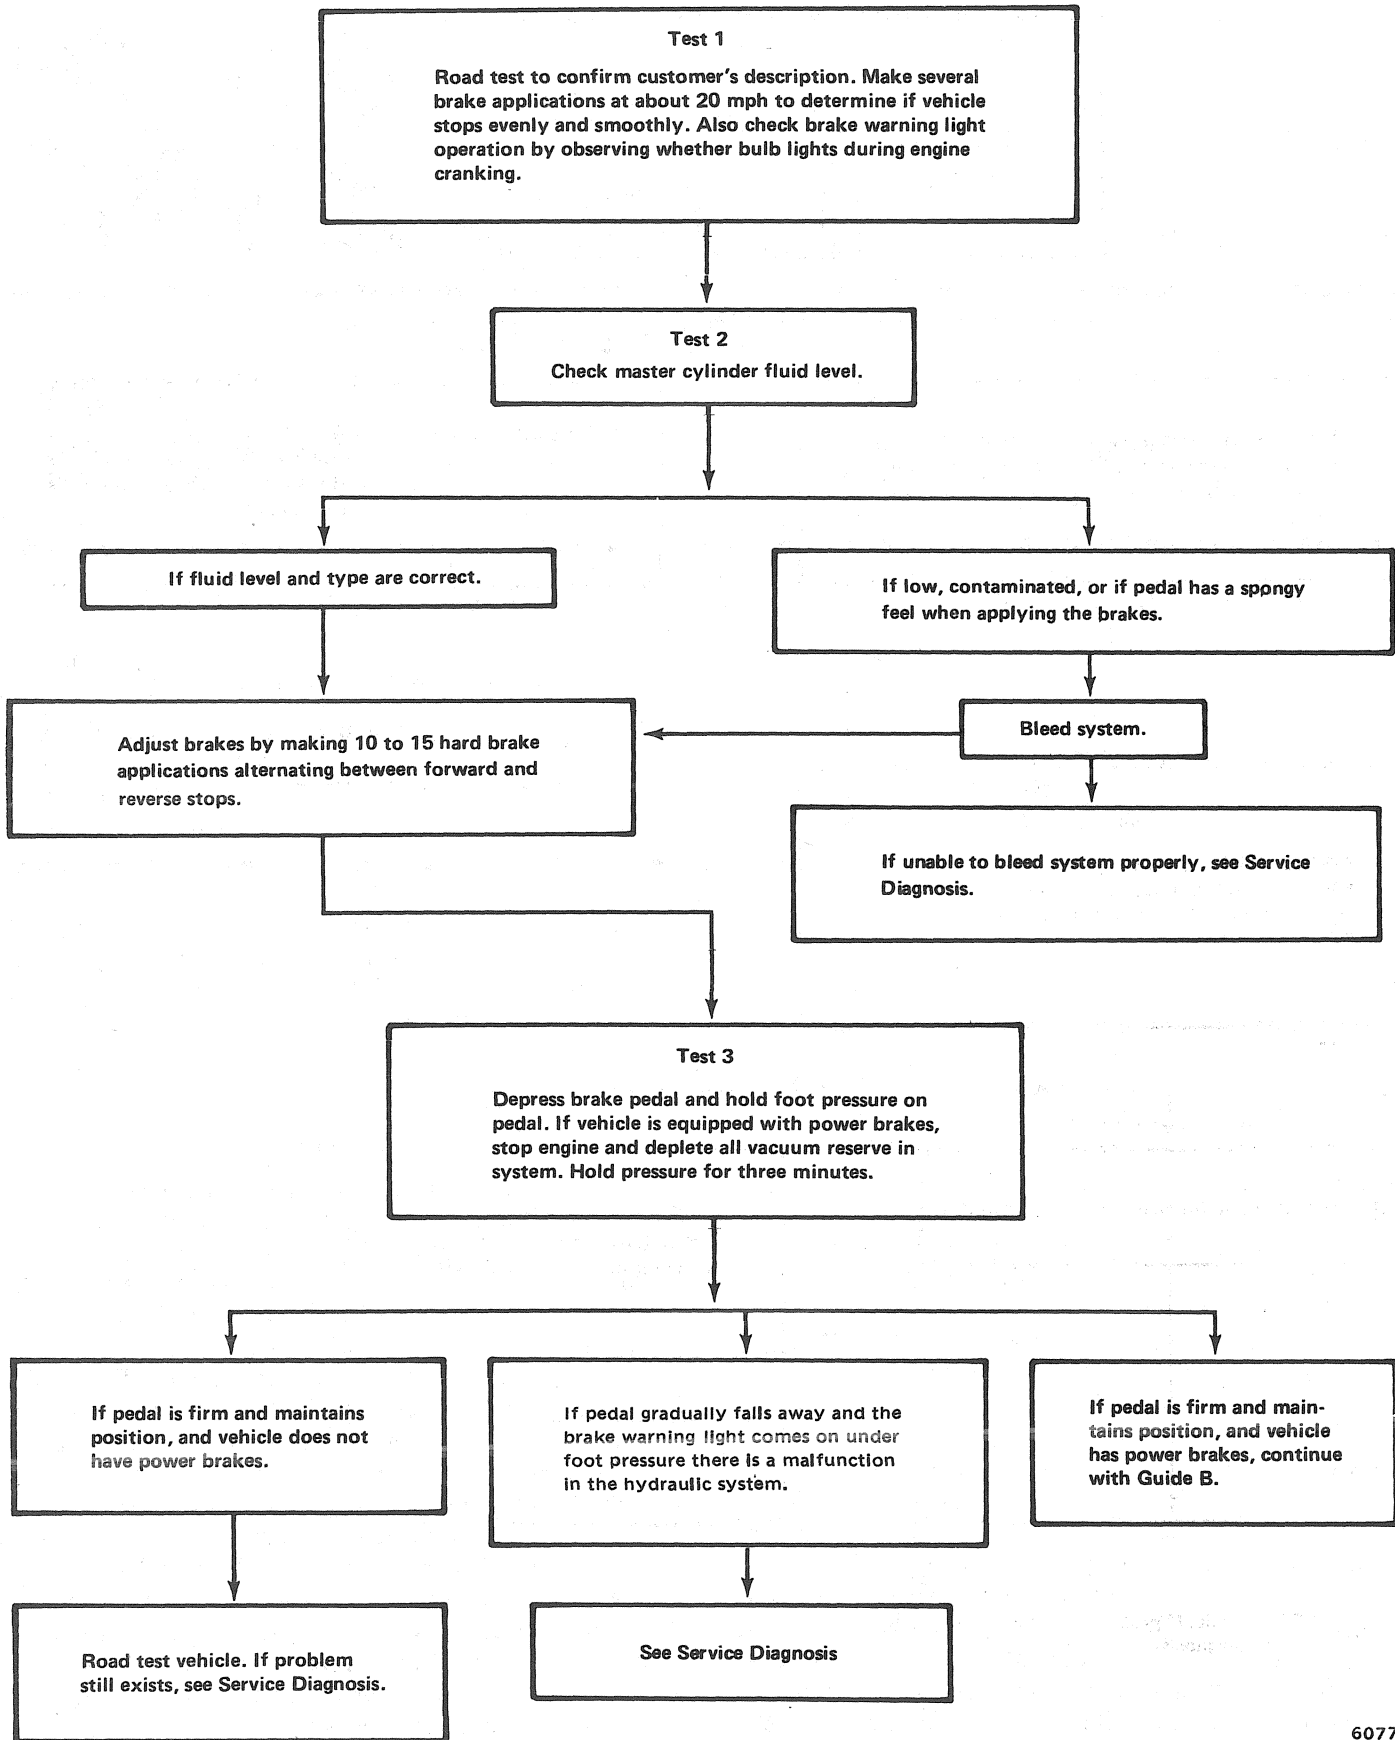 Test 1
Road test to confirm customer's description. Make several
brake applications at about 20 mph to determine if vehicle
stops evenly and smoothly. Also check brake warning light
operation by observing whether bulb lights during engine
cranking.
Test 2
Check master cylinder fluid level.
If fluid level and type are correct.
If low, contaminated, or if pedal has a spongy
feel when applying the brakes.
Adjust brakes by making 10 to 15 hard brake
applications alternating between forward and
reverse stops.
Bleed system.
If unable to bleed system properly, see Service
Diagnosis.
Test 3
Depress brake pedal and hold foot pressure on
pedal. If vehicle is equipped with power brakes,
stop engine and deplete all vacuum reserve in
system. Hold pressure for three minutes.
If pedal is firm and maintains
position, and vehicle does not
have power brakes.
If pedal gradually falls away and the
brake warning light comes on under
foot pressure there is a malfunction
in the hydraulic system.
If pedal is firm and main-
tains position, and vehicle
has power brakes, continue
with Guide B.
Road test vehicle. If problem
still exists, see Service Diagnosis.
See Service Diagnosis
6077